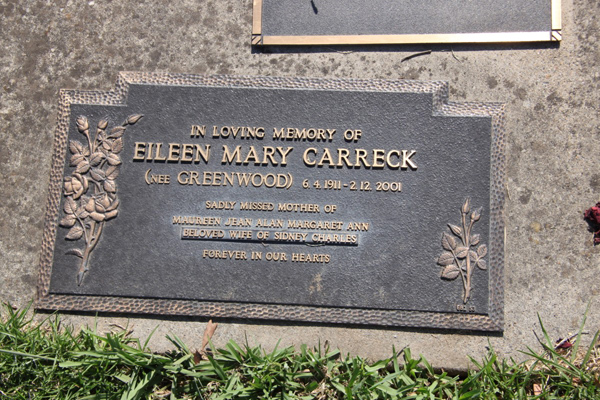 IN LOVING MEMORY OF
EILEEN MARY CARRECK
(NEE GREENWOOD) 6.4.1911-2.12.2001
SADLY MISSED MOTHER OF
MAUREEN JEAN ALAN MARGARET ANN
BELOVED WIFE OF SIDNEY CHARLES
FOREVER IN OUR HEARTS